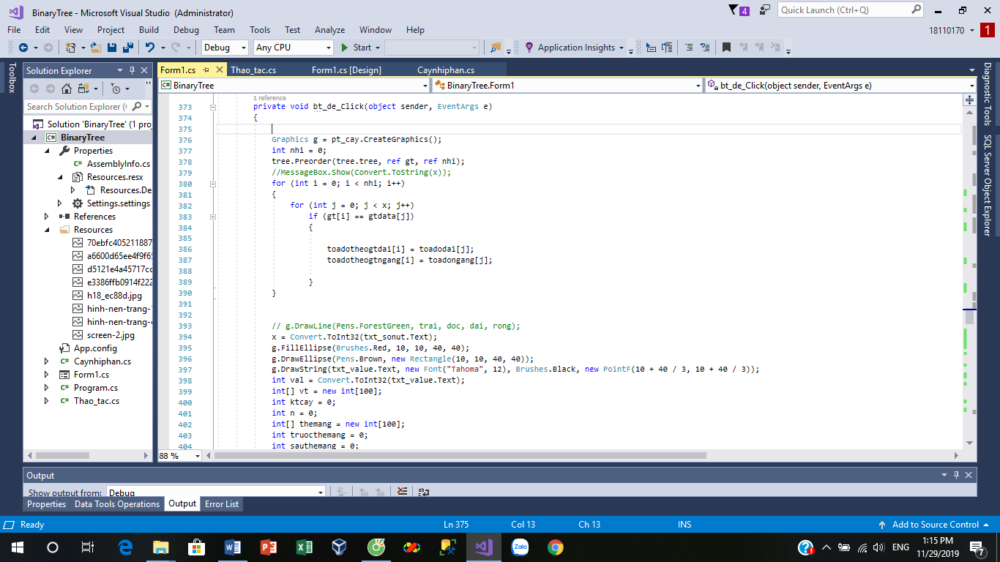 BinaryTree - Microsoft Visual Studio (Administrator)
4
Quick Launch (Ctrl+Q)
File Edit View Project Build Debug Team Tools Test Analyze Window Help
18110170
1
Debug Any CPU Start Application Insights
Toolbox
Solution Explorer
Search Solution Explorer (
Solution 'BinaryTree' (1 proj
BinaryTree
Properties
AssemblyInfo.cs
Resources.resx
Resources.De
Settings.settings
References
Resources
70ebfc405211887
a6600d65ee4f9f65
d5121e4a45717cc
e3386ffb0914f222
h18_ec88d.jpg
hinh-nen-trang-
hinh-nen-trang-
screen-2.jpg
App.config
Caynhiphan.cs
Form1.cs
Program.cs
Thao_tac.cs
Form1.cs Thao_tac.cs Form1.cs [Design] Caynhiphan.cs
BinaryTree BinaryTree.Form1 bt_de_Click(object sender, EventArgs e)
1 reference
373 private void bt_de_Click(object sender, EventArgs e)
374 {
375
376 Graphics g = pt_cay.CreateGraphics();
377 int nhi = 0;
378 tree.Preorder(tree.tree, ref gt, ref nhi);
379 //MessageBox.Show(Convert.ToString(x));
380 for (int i = 0; i < nhi; i++)
381 {
382 for (int j = 0; j < x; j++)
383 if (gt[i] == gtdata[j])
384 {
385
386 toadotheogtdai[i] = toadodai[j];
387 toadotheogtngang[i] = toadongang[j];
388
389 }
390 }
391
392
393 // g.DrawLine(Pens.ForestGreen, trai, doc, dai, rong);
394 x = Convert.ToInt32(txt_sonut.Text);
395 g.FillEllipse(Brushes.Red, 10, 10, 40, 40);
396 g.DrawEllipse(Pens.Brown, new Rectangle(10, 10, 40, 40));
397 g.DrawString(txt_value.Text, new Font("Tahoma", 12), Brushes.Black, new PointF(10 + 40 / 3, 10 + 40 / 3));
398 int val = Convert.ToInt32(txt_value.Text);
399 int[] vt = new int[100];
400 int ktcay = 0;
401 int n = 0;
402 int[] themang = new int[100];
403 int truocthemang = 0;
404 int sauthemang = 0;
88 %
Diagnostic Tools
SQL Server Object Explorer
Output
Show output from: Debug
Properties Data Tools Operations Output Error List
Ready Ln 375 Col 13 Ch 13 INS Add to Source Control
Zalo
ENG
1:15 PM
11/29/2019
7